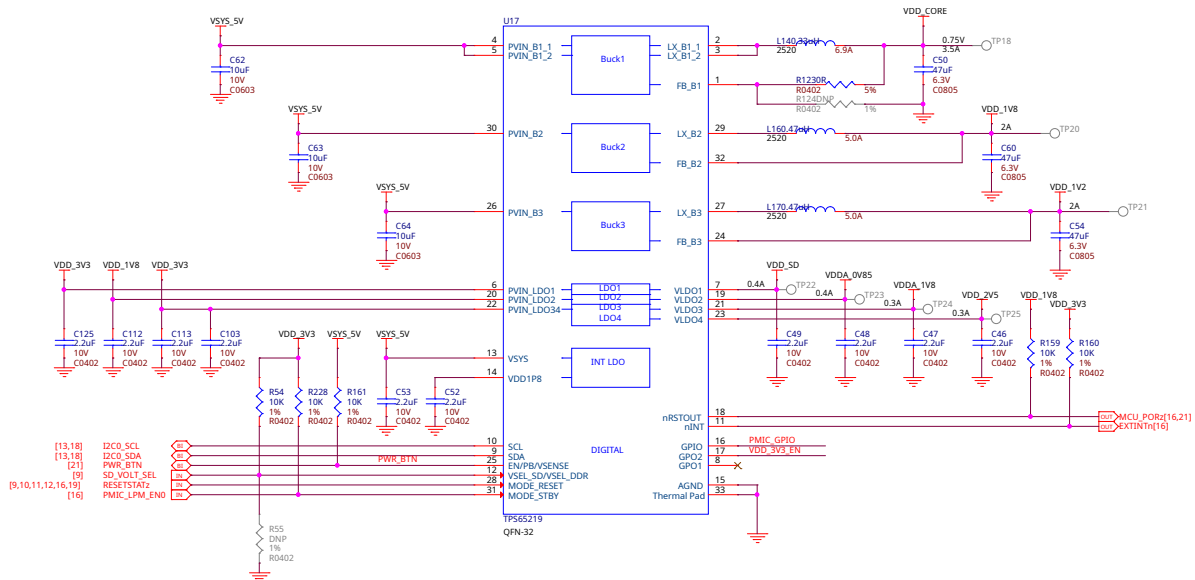 VSYS_5V
U17
VDD_CORE
4 PVIN_B1_1
5 PVIN_B1_2
Buck1
LX_B1_1 2
LX_B1_2 3
L14 0.33uH
2520 6.9A
0.75V
3.5A
TP18
C62
10uF
10V
C0603
C50
47uF
6.3V
C0805
FB_B1 1
R123 0R
R0402 5%
R124 DNP
R0402 1%
VSYS_5V
VDD_1V8
30 PVIN_B2
Buck2
LX_B2 29
L16 0.47uH
2520 5.0A
2A
TP20
C63
10uF
10V
C0603
FB_B2 32
C60
47uF
6.3V
C0805
VSYS_5V
VDD_1V2
26 PVIN_B3
Buck3
LX_B3 27
L17 0.47uH
2520 5.0A
2A
TP21
C64
10uF
10V
C0603
FB_B3 24
C54
47uF
6.3V
C0805
VDD_3V3
VDD_1V8
VDD_3V3
VDD_SD
VDDA_0V85
VDDA_1V8
VDD_2V5
VDD_1V8
VDD_3V3
6 PVIN_LDO1
20 PVIN_LDO2
22 PVIN_LDO34
LDO1
LDO2
LDO3
LDO4
VLDO1 7
VLDO2 19
VLDO3 21
VLDO4 23
0.4A TP22
0.4A TP23
0.3A TP24
0.3A TP25
C125
2.2uF
10V
C0402
C112
2.2uF
10V
C0402
C113
2.2uF
10V
C0402
C103
2.2uF
10V
C0402
VDD_3V3
VSYS_5V
VSYS_5V
C49
2.2uF
10V
C0402
C48
2.2uF
10V
C0402
C47
2.2uF
10V
C0402
C46
2.2uF
10V
C0402
R159
10K
1%
R0402
R160
10K
1%
R0402
13 VSYS
14 VDD1P8
INT LDO
R54
10K
1%
R0402
R228
10K
1%
R0402
R161
10K
1%
R0402
C53
2.2uF
10V
C0402
C52
2.2uF
10V
C0402
nRSTOUT 18
nINT 11
OUT MCU_PORz[16,21]
OUT EXTINTn[16]
[13,18] I2C0_SCL BI
[13,18] I2C0_SDA BI
[21] PWR_BTN BI
[9] SD_VOLT_SEL IN
[9,10,11,12,16,19] RESETSTATz IN
[16] PMIC_LPM_EN0 IN
PWR_BTN
10 SCL
9 SDA
25 EN/PB/VSENSE
12 VSEL_SD/VSEL_DDR
28 MODE_RESET
31 MODE_STBY
DIGITAL
GPIO 16 PMIC_GPIO
GPO2 17 VDD_3V3_EN
GPO1 8
AGND 15
Thermal Pad 33
TPS65219
QFN-32
R55
DNP
1%
R0402